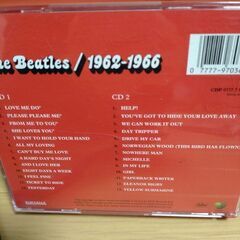 he Beatles / 1962-1966
0 7777-9703
CDP 0777 7
D 1
LOVE ME DO
PLEASE PLEASE ME
FROM ME TO YOU
SHE LOVES YOU
I WANT TO HOLD YOUR HAND
ALL MY LOVING
CAN'T BUY ME LOVE
A HARD DAY'S NIGHT
AND I LOVE HER
EIGHT DAYS A WEEK
I FEEL FINE
TICKET TO RIDE
YESTERDAY
CD 2
HELP!
YOU'VE GOT TO HIDE YOUR LOVE AWAY
WE CAN WORK IT OUT
DAY TRIPPER
DRIVE MY CAR
NORWEGIAN WOOD (THIS BIRD HAS FLOWN)
NOWHERE MAN
MICHELLE
IN MY LIFE
GIRL
PAPERBACK WRITER
ELEANOR RIGBY
YELLOW SUBMARINE